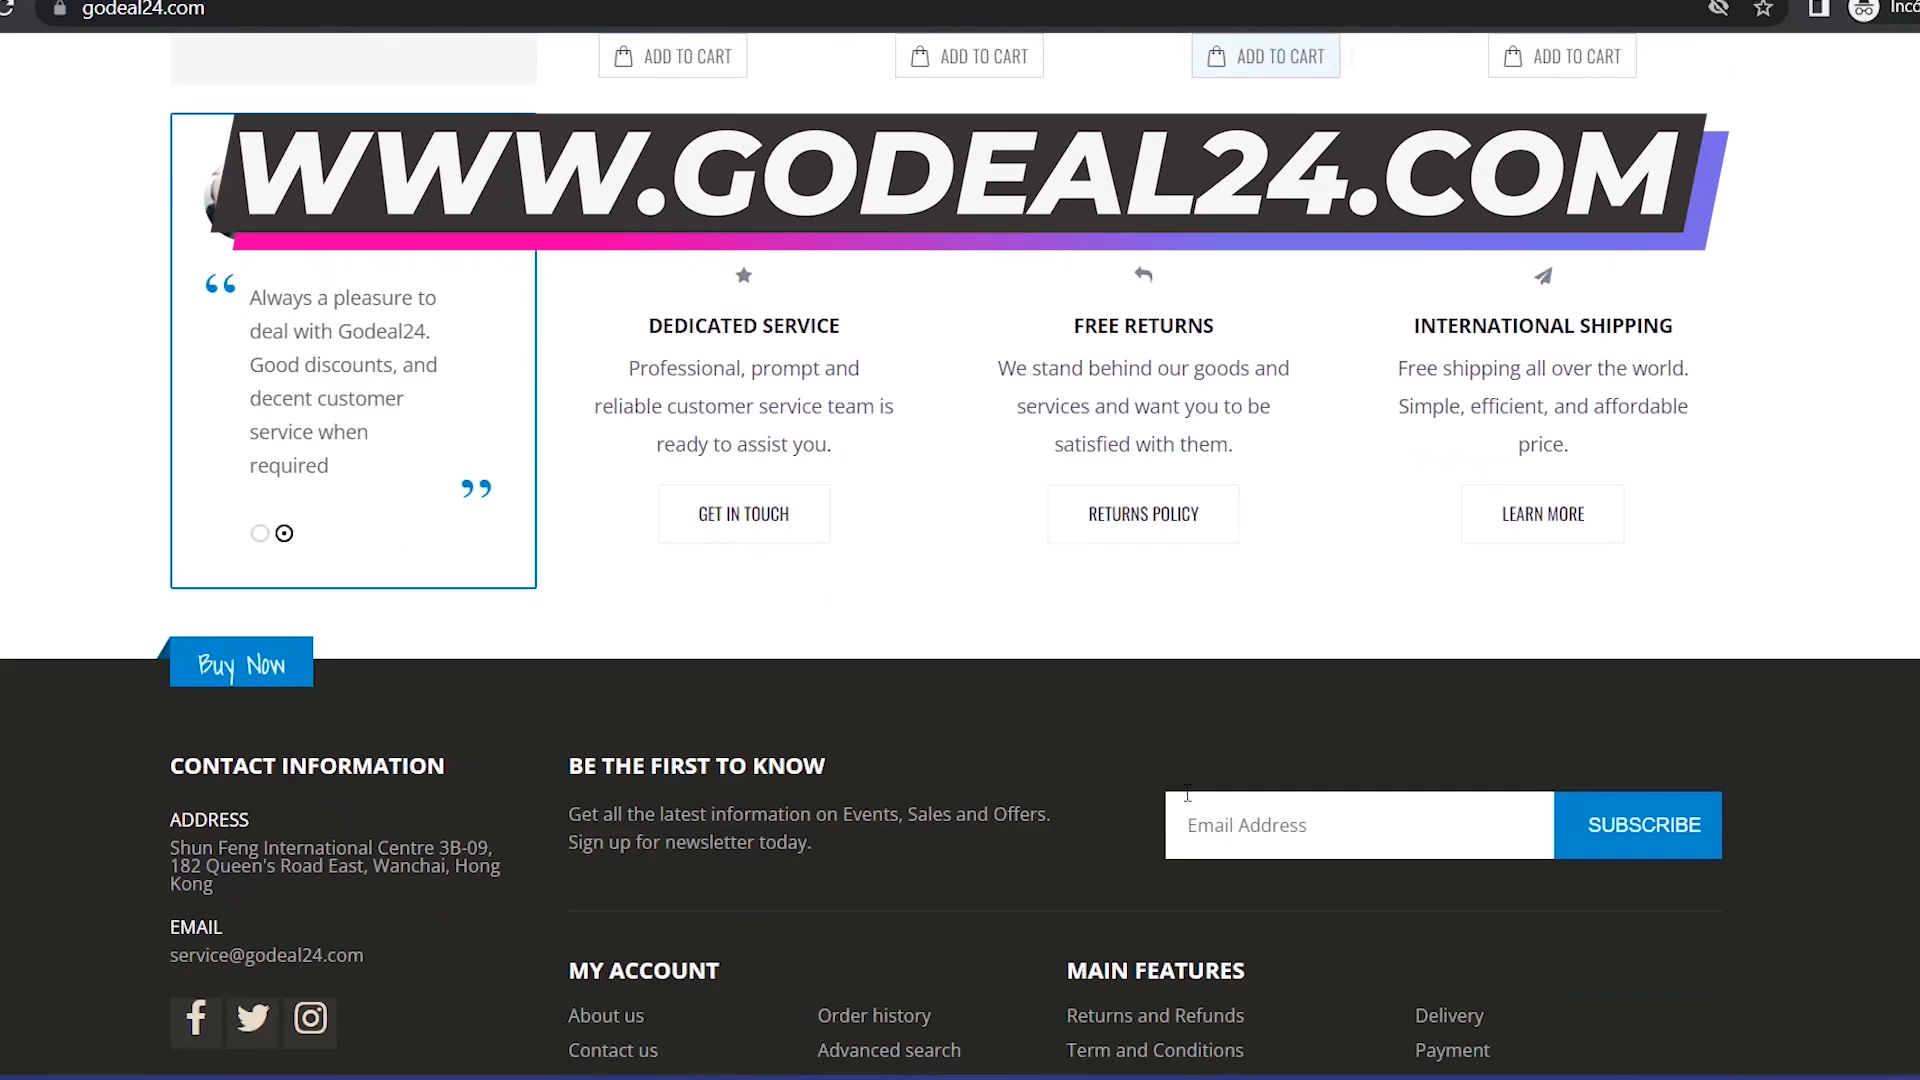 godeal24.com
Incó
ADD TO CART
ADD TO CART
ADD TO CART
ADD TO CART
WWW.GODEAL24.COM
“ Always a pleasure to
deal with Godeal24.
Good discounts, and
decent customer
service when
required ”
DEDICATED SERVICE
Professional, prompt and
reliable customer service team is
ready to assist you.
GET IN TOUCH
FREE RETURNS
We stand behind our goods and
services and want you to be
satisfied with them.
RETURNS POLICY
INTERNATIONAL SHIPPING
Free shipping all over the world.
Simple, efficient, and affordable
price.
LEARN MORE
Buy Now
CONTACT INFORMATION
ADDRESS
Shun Feng International Centre 3B-09,
182 Queen's Road East, Wanchai, Hong
Kong
EMAIL
service@godeal24.com
BE THE FIRST TO KNOW
Get all the latest information on Events, Sales and Offers.
Sign up for newsletter today.
Email Address
SUBSCRIBE
MY ACCOUNT
About us
Order history
Contact us
Advanced search
MAIN FEATURES
Returns and Refunds
Delivery
Term and Conditions
Payment